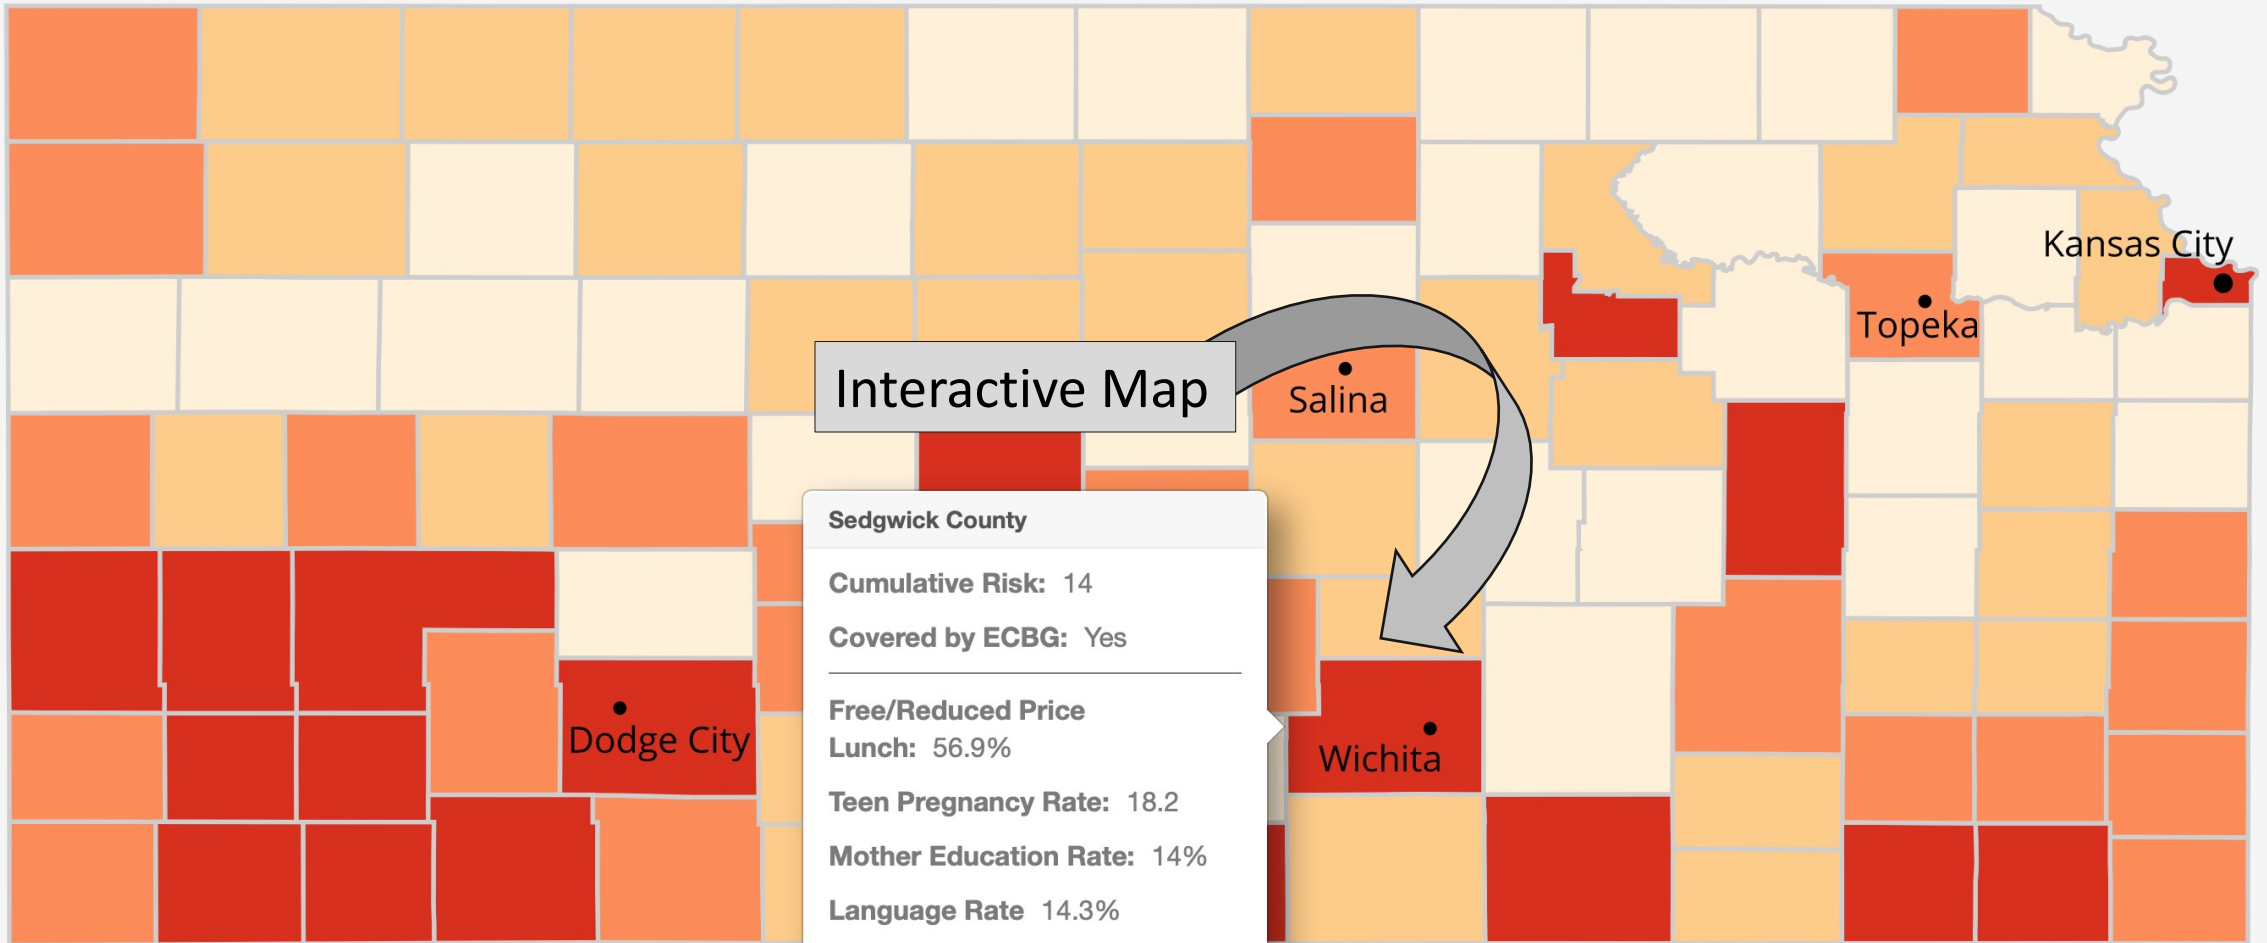 Kansas City
Topeka
Interactive Map
Salina
Sedgwick County
Cumulative Risk: 14
Covered by ECBG: Yes
Free/Reduced Price
Lunch: 56.9%
Teen Pregnancy Rate: 18.2
Mother Education Rate: 14%
Language Rate 14.3%
Dodge City
Wichita